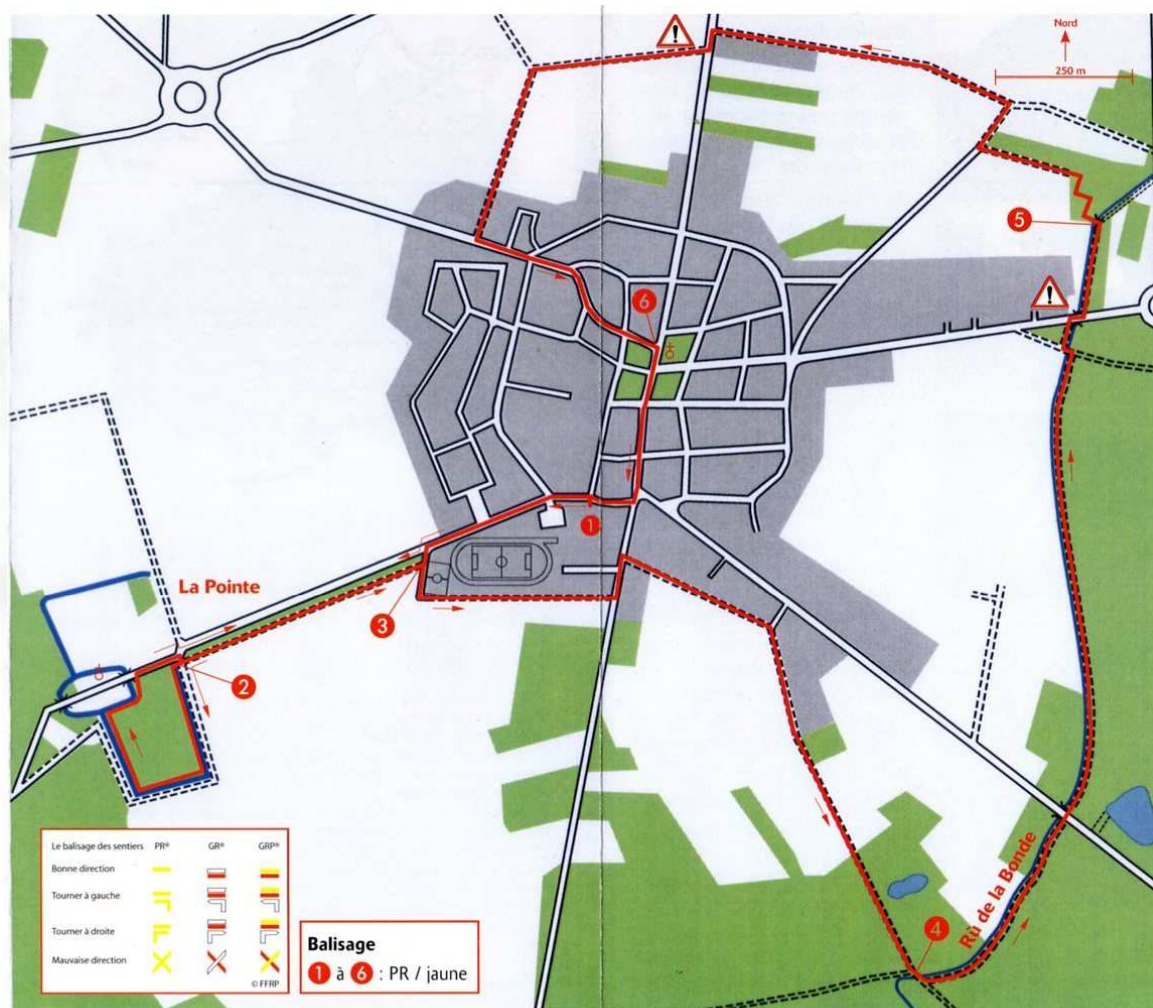 Nord
250 m
5
6
1
La Pointe
3
2
Rû de la Bonde
4
Le balisage des sentiers PR® GR® GRP®
Bonne direction
Tourner à gauche
Tourner à droite
Mauvaise direction
© FFRP
Balisage
1 à 6 : PR / jaune